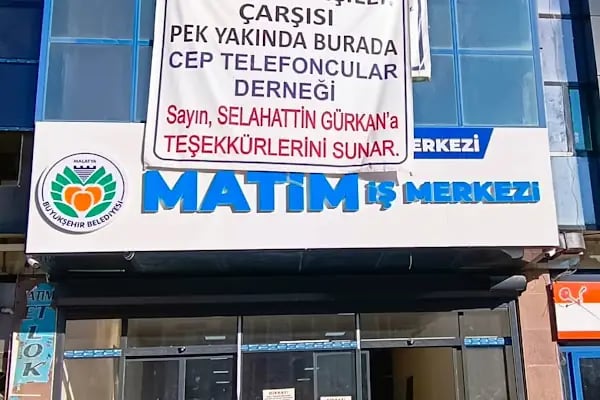 ÇARŞISI
PEK YAKINDA BURADA
CEP TELEFONCULAR
DERNEĞİ
Sayın, SELAHATTİN GÜRKAN'a
TEŞEKKÜRLERİNİ SUNAR.
MERKEZİ
MALATYA
BÜYÜKŞEHİR BELEDİYESİ
MATİM İŞ MERKEZİ